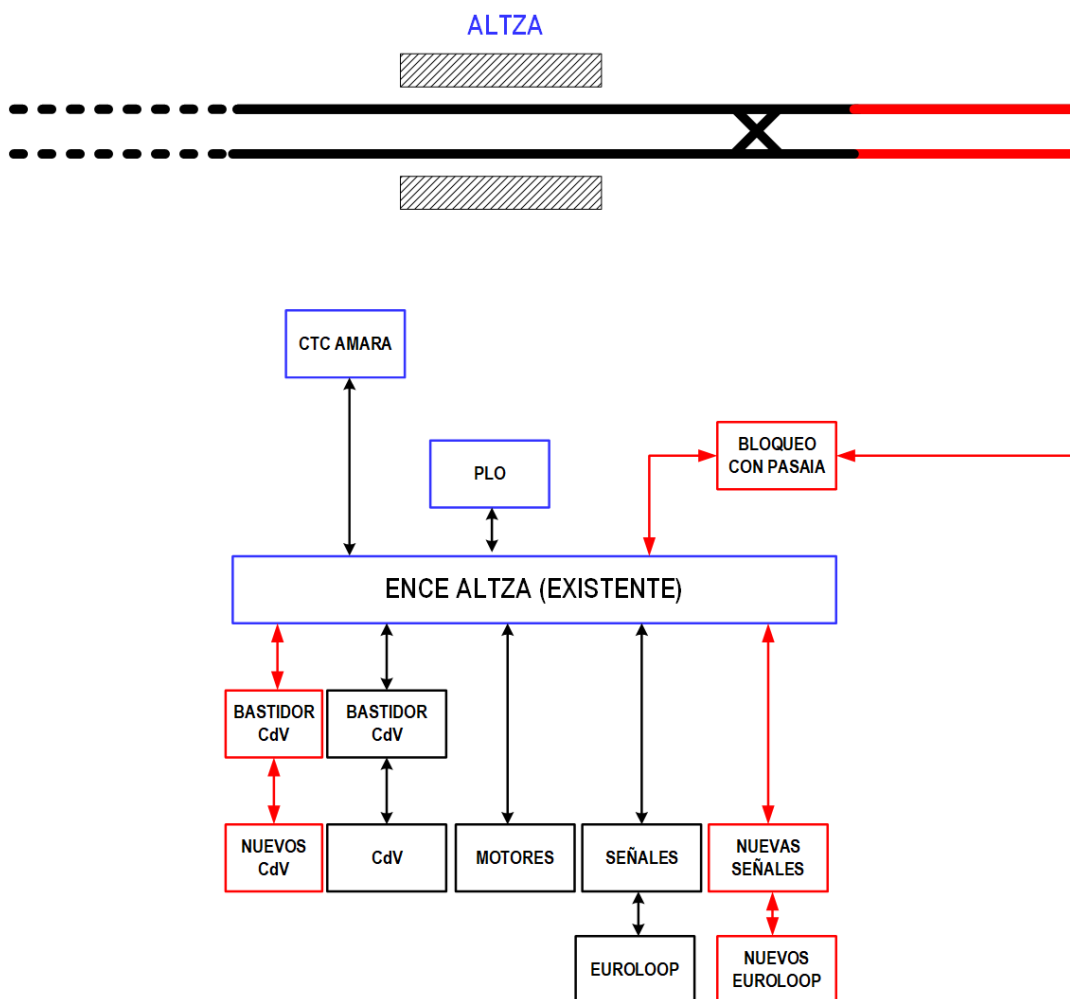 ALTZA
CTC AMARA
BLOQUEO
CON PASAIA
PLO
ENCE ALTZA (EXISTENTE)
BASTIDOR
CdV
BASTIDOR
CdV
NUEVOS
CdV
CdV
MOTORES
SEÑALES
NUEVAS
SEÑALES
EUROLOOP
NUEVOS
EUROLOOP